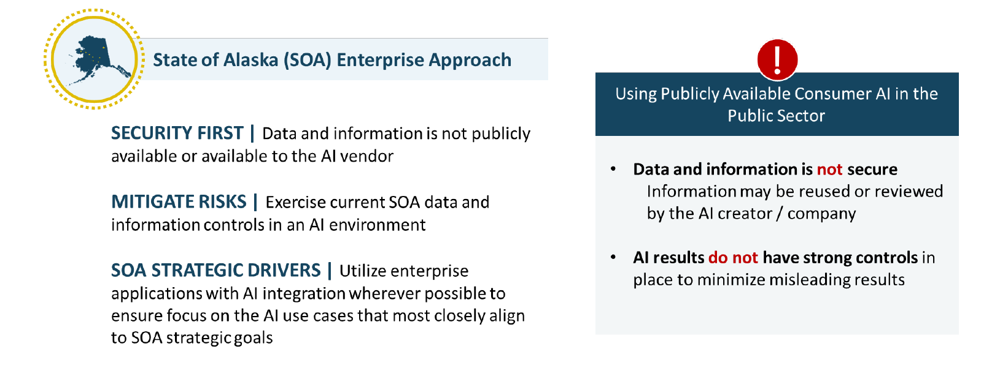 State of Alaska (SOA) Enterprise Approach
SECURITY FIRST | Data and information is not publicly
available or available to the AI vendor
MITIGATE RISKS | Exercise current SOA data and
information controls in an AI environment
SOA STRATEGIC DRIVERS | Utilize enterprise
applications with AI integration wherever possible to
ensure focus on the AI use cases that most closely align
to SOA strategic goals
!
Using Publicly Available Consumer AI in the
Public Sector
• Data and information is not secure
Information may be reused or reviewed
by the AI creator / company
• AI results do not have strong controls in
place to minimize misleading results